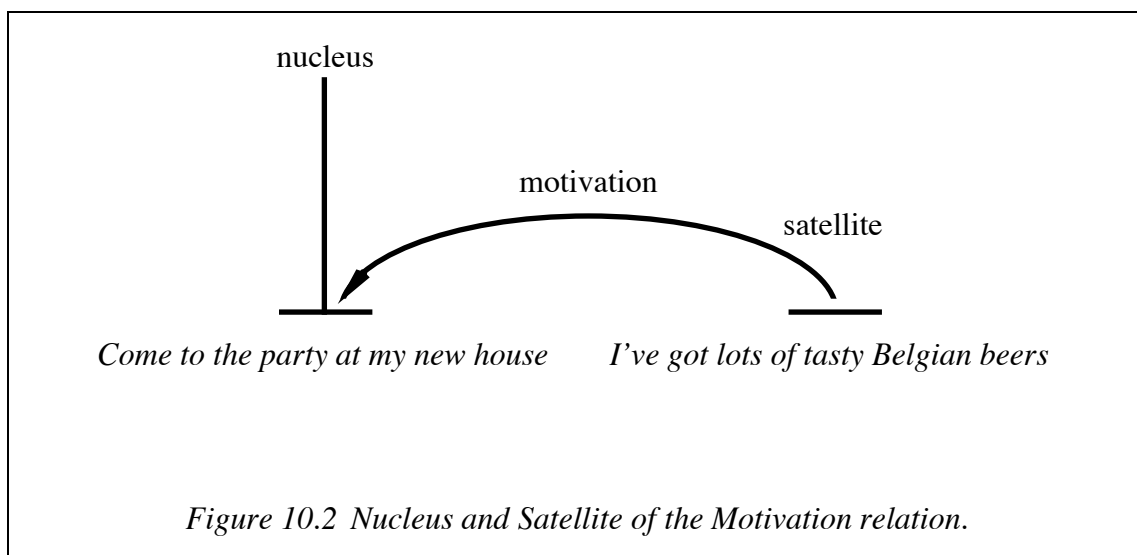 nucleus
motivation
satellite
Come to the party at my new house
I've got lots of tasty Belgian beers
Figure 10.2 Nucleus and Satellite of the Motivation relation.